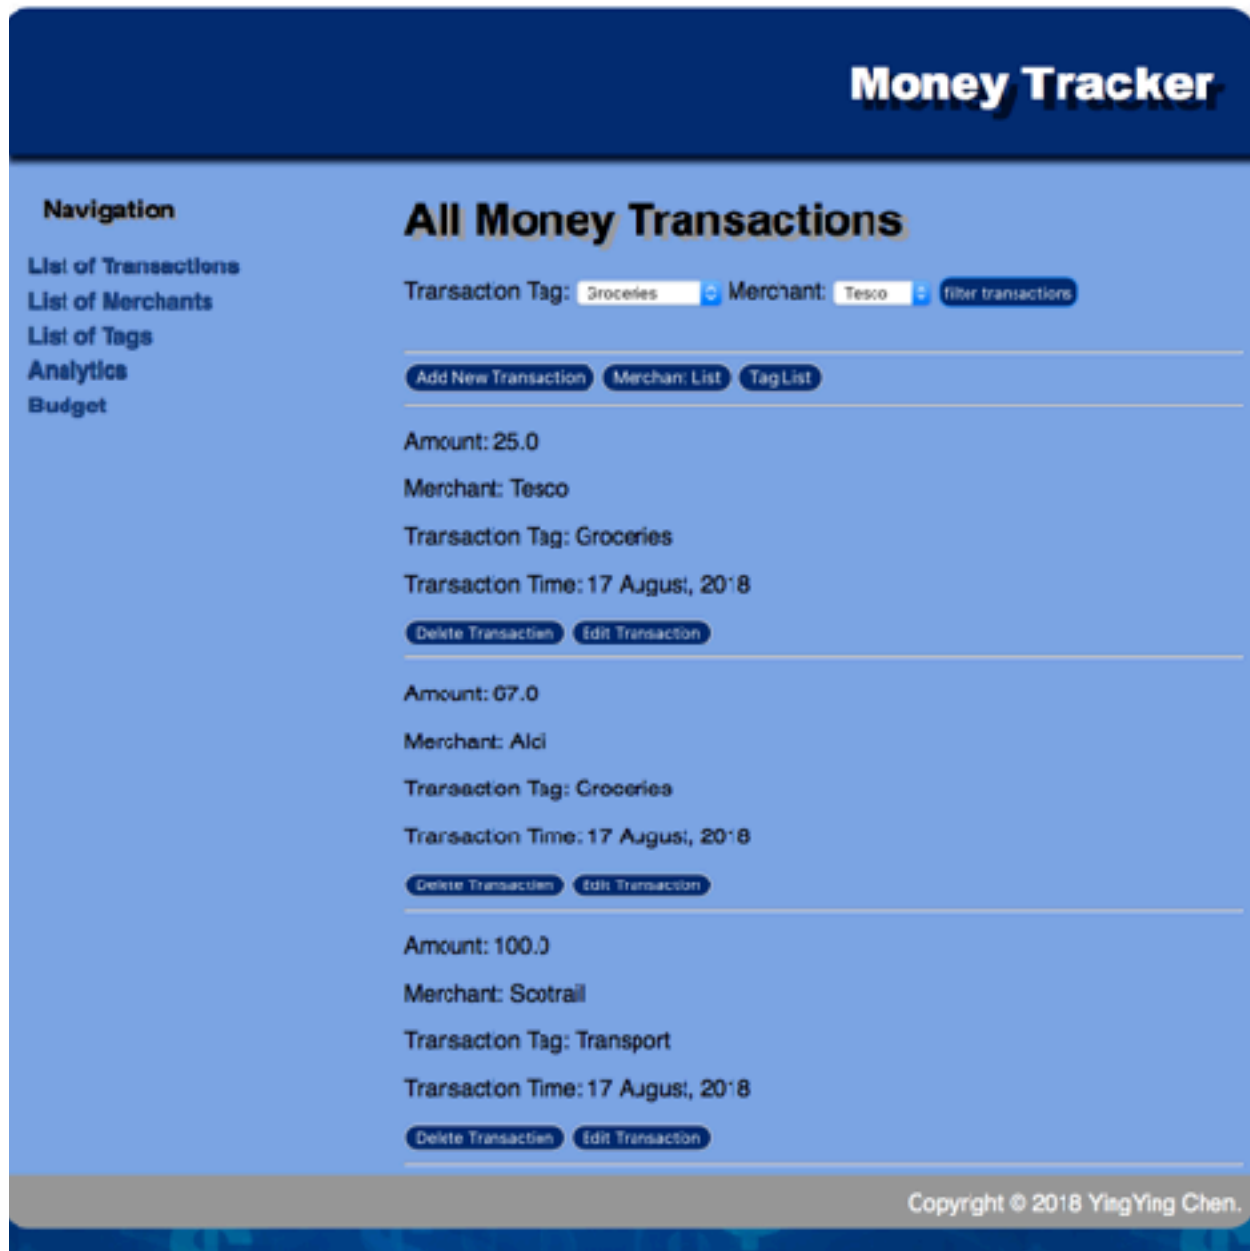 Money Tracker
Navigation
List of Transactions
List of Merchants
List of Tags
Analytics
Budget
All Money Transactions
Transaction Tag: Groceries Merchant: Tesco filter transactions
Add New Transaction Merchant List Tag List
Amount: 25.0
Merchant: Tesco
Transaction Tag: Groceries
Transaction Time: 17 August, 2018
Delete Transaction Edit Transaction
Amount: 67.0
Merchant: Aldi
Transaction Tag: Groceries
Transaction Time: 17 August, 2018
Delete Transaction Edit Transaction
Amount: 100.0
Merchant: Scotrail
Transaction Tag: Transport
Transaction Time: 17 August, 2018
Delete Transaction Edit Transaction
Copyright © 2018 YingYing Chen.